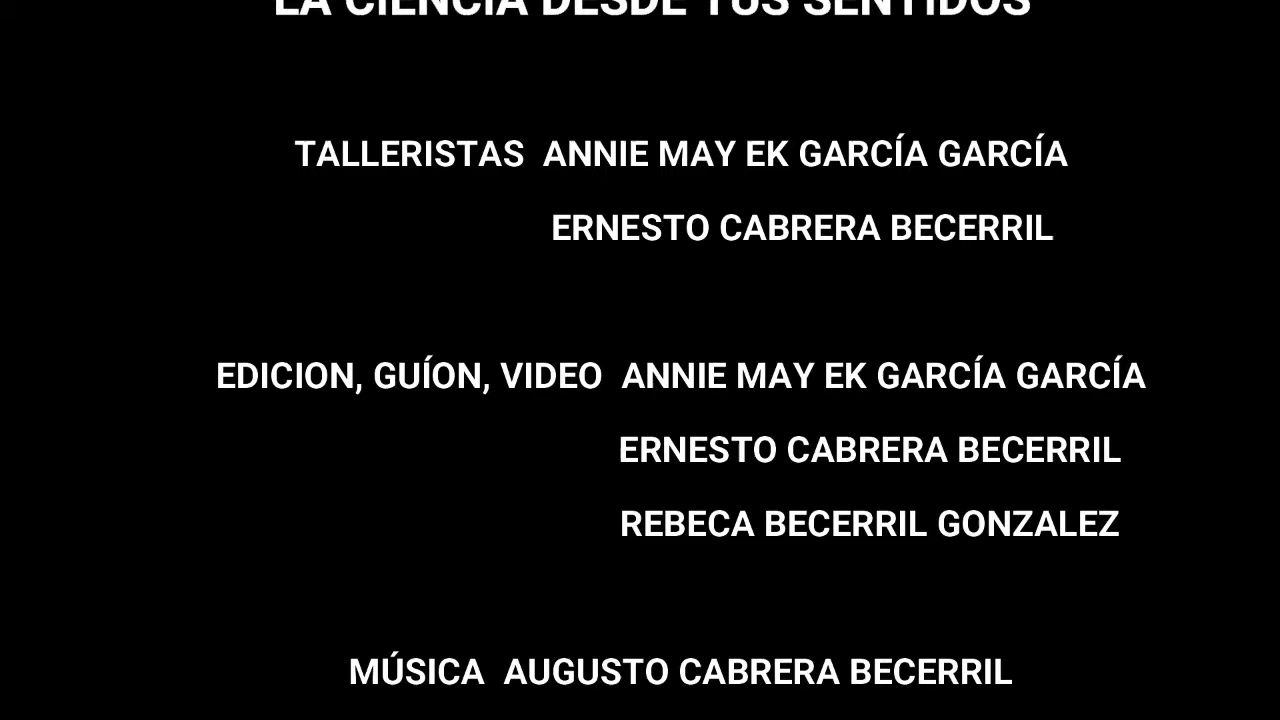 LA CIENCIA DESDE TUS SENTIDOS
TALLERISTAS  ANNIE MAY EK GARCÍA GARCÍA
ERNESTO CABRERA BECERRIL
EDICION, GUÍON, VIDEO  ANNIE MAY EK GARCÍA GARCÍA
ERNESTO CABRERA BECERRIL
REBECA BECERRIL GONZALEZ
MÚSICA  AUGUSTO CABRERA BECERRIL